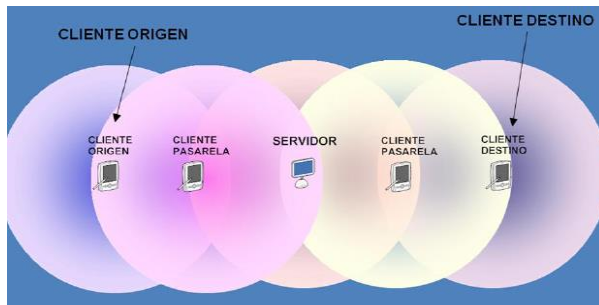 CLIENTE ORIGEN
CLIENTE DESTINO
CLIENTE
ORIGEN
CLIENTE
PASARELA
SERVIDOR
CLIENTE
PASARELA
CLIENTE
DESTINO